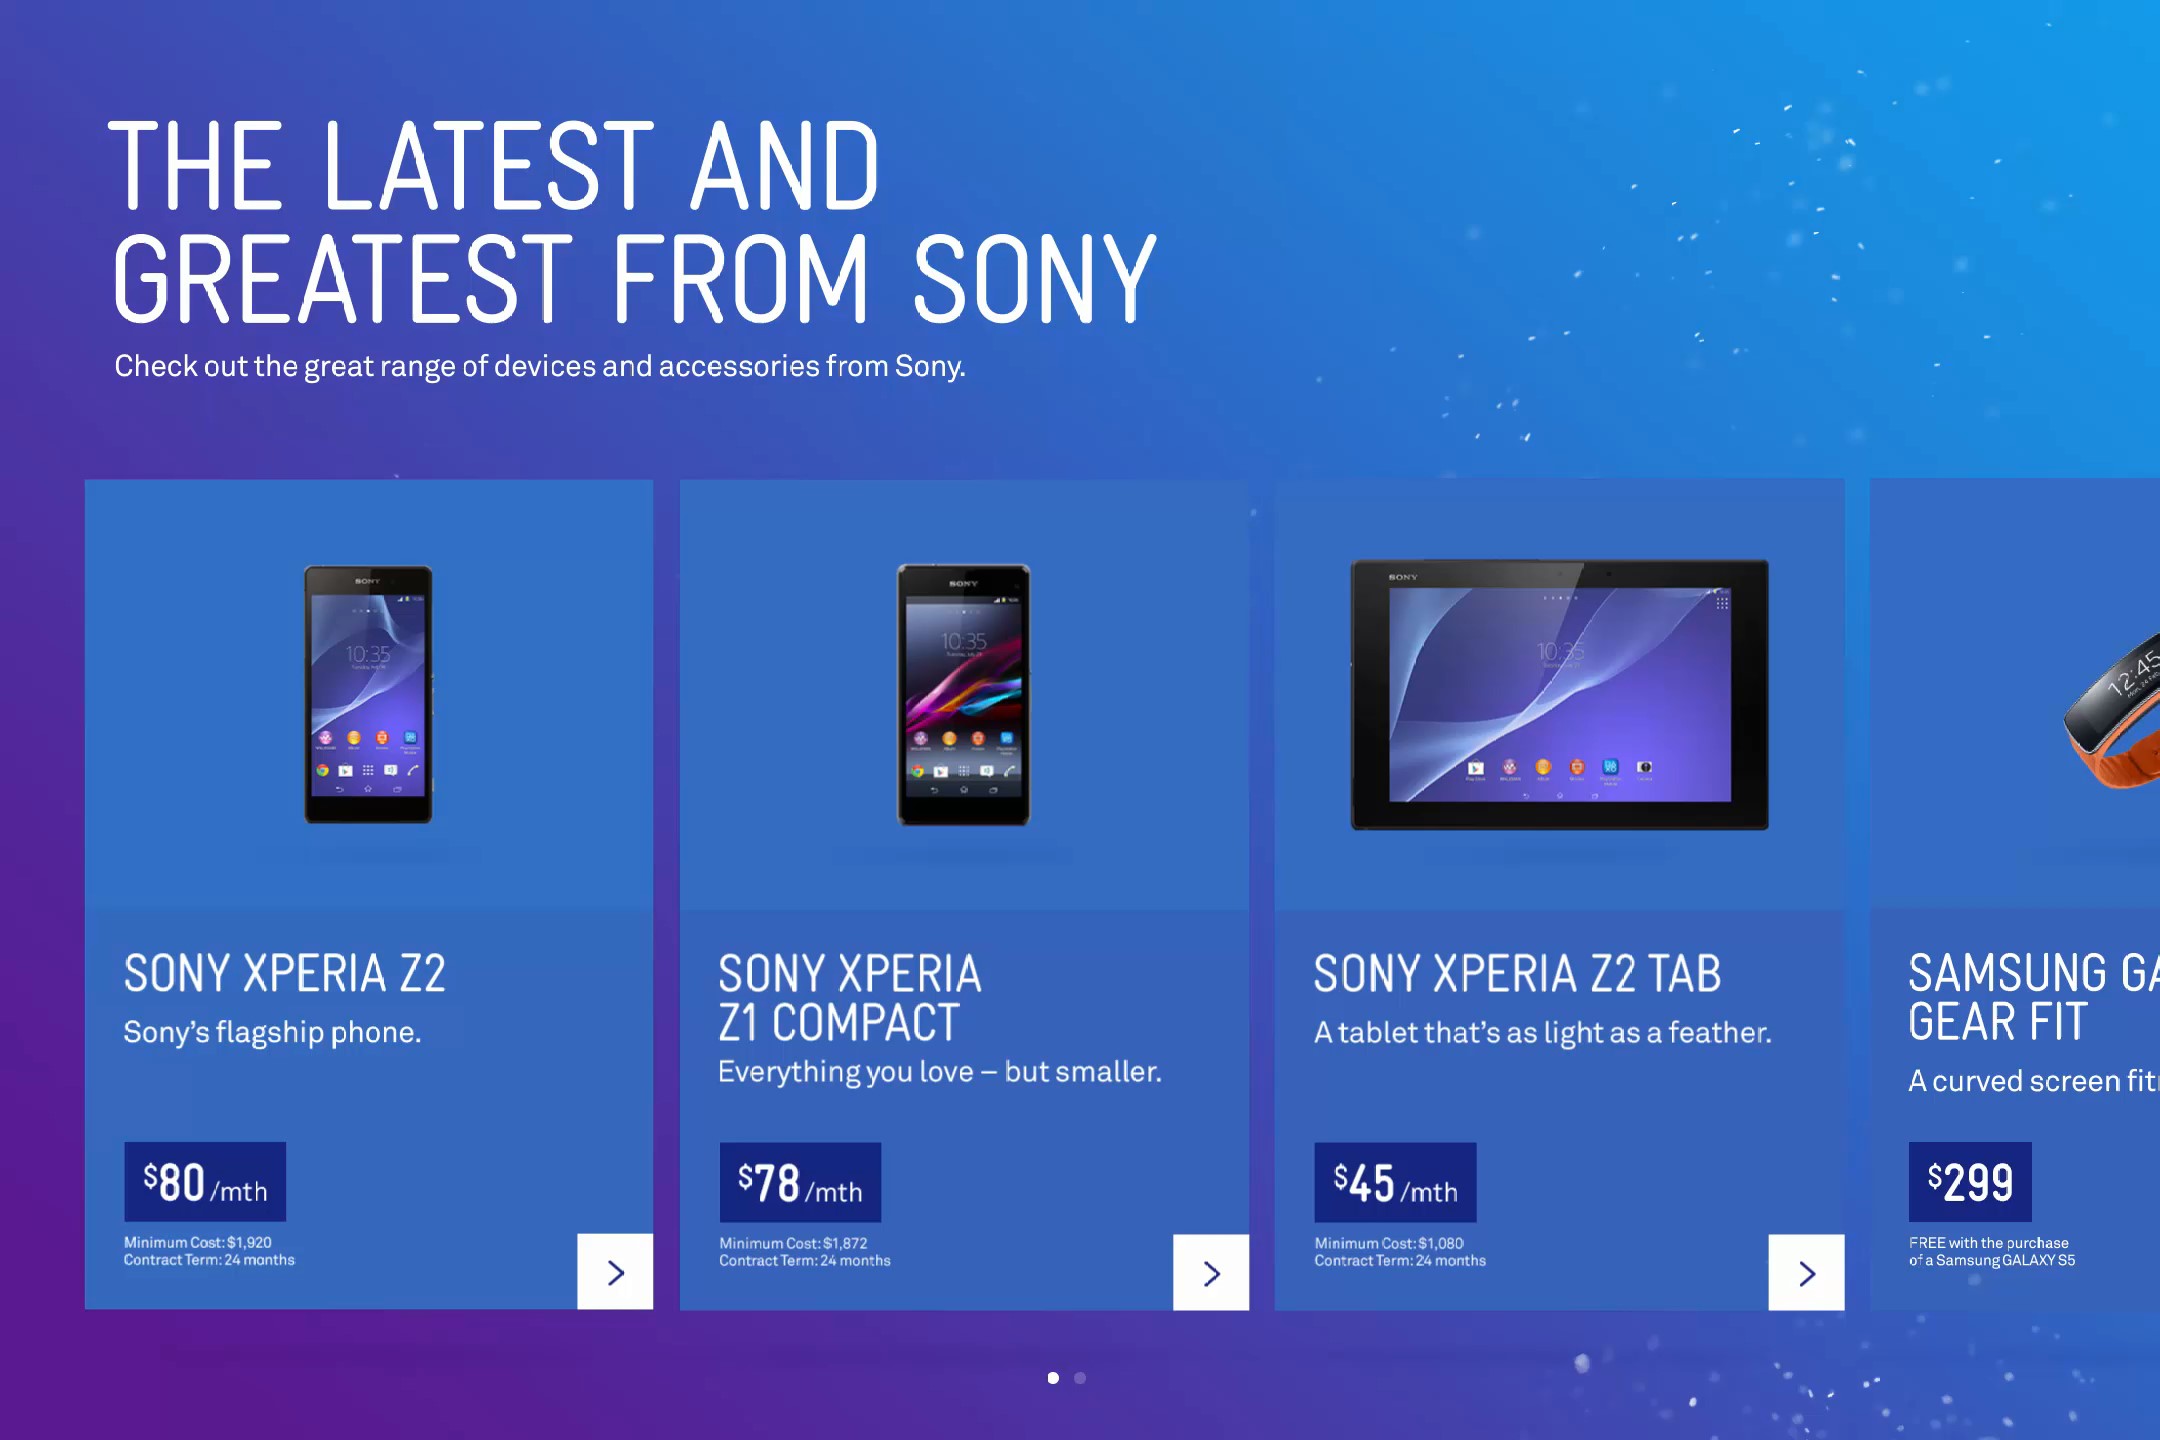 THE LATEST AND
GREATEST FROM SONY
Check out the great range of devices and accessories from Sony.
SONY
10:35
SONY XPERIA Z2
Sony's flagship phone.
$80 /mth
Minimum Cost: $1,920
Contract Term: 24 months
SONY
10:35
SONY XPERIA
Z1 COMPACT
Everything you love – but smaller.
$78 /mth
Minimum Cost: $1,872
Contract Term: 24 months
SONY
10:35
SONY XPERIA Z2 TAB
A tablet that's as light as a feather.
$45 /mth
Minimum Cost: $1,080
Contract Term: 24 months
12:45
SAMSUNG GA
GEAR FIT
A curved screen fit
$299
FREE with the purchase
of a Samsung GALAXY S5